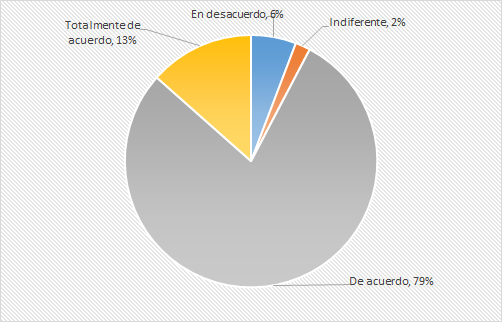 En desacuerdo, 6%
Indiferente, 2%
Totalmente de
acuerdo, 13%
De acuerdo, 79%